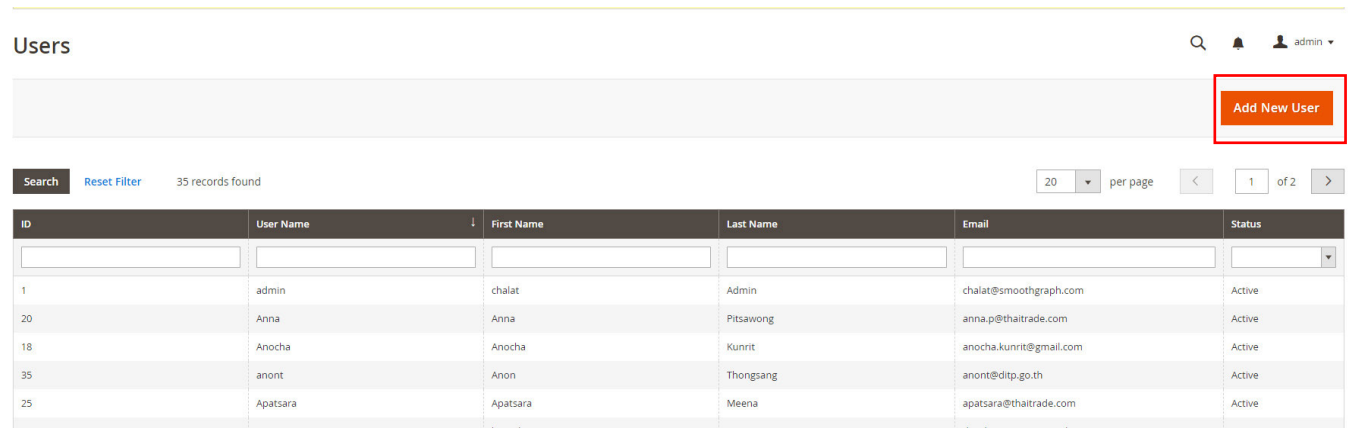 Users
admin
Add New User
Search Reset Filter 35 records found 20 per page 1 of 2
ID User Name ↓ First Name Last Name Email Status
1 admin chalat Admin chalat@smoothgraph.com Active
20 Anna Anna Pitsawong anna.p@thaitrade.com Active
18 Anocha Anocha Kunrit anocha.kunrit@gmail.com Active
35 anont Anon Thongsang anont@ditp.go.th Active
25 Apatsara Apatsara Meena apatsara@thaitrade.com Active